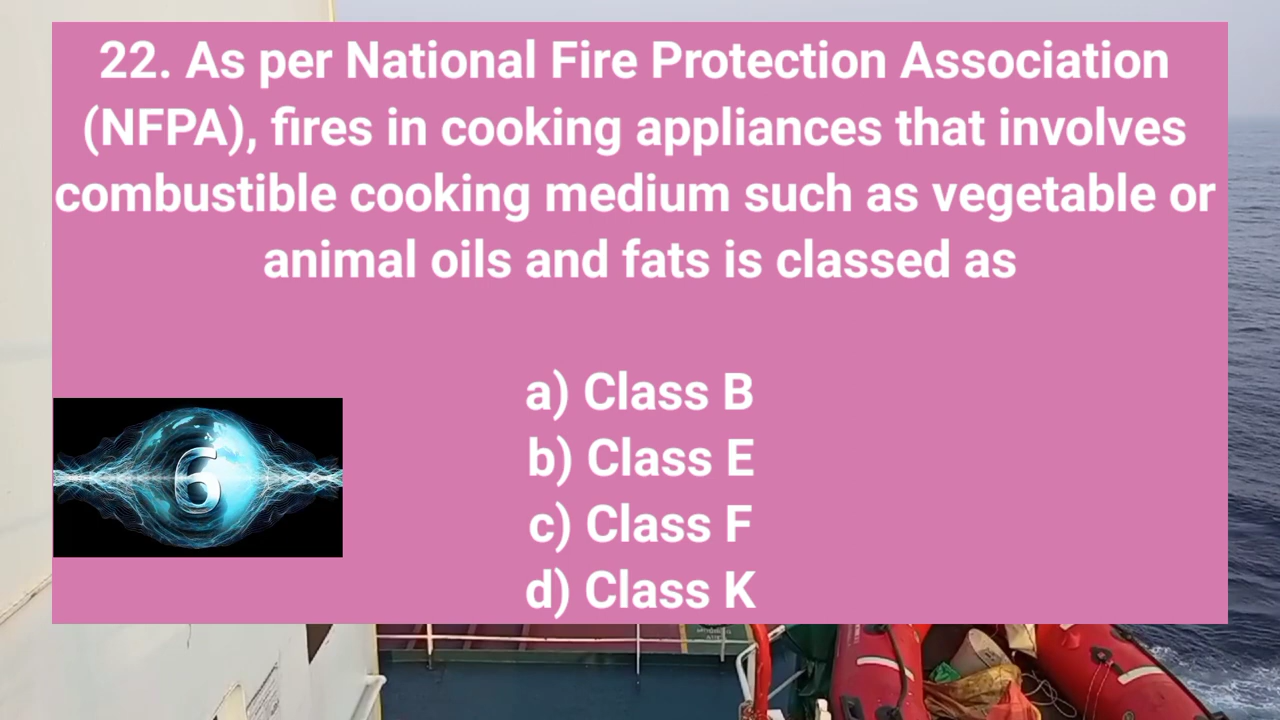 22. As per National Fire Protection Association
(NFPA), fires in cooking appliances that involves
combustible cooking medium such as vegetable or
animal oils and fats is classed as
a) Class B
6
b) Class E
c) Class F
d) Class K